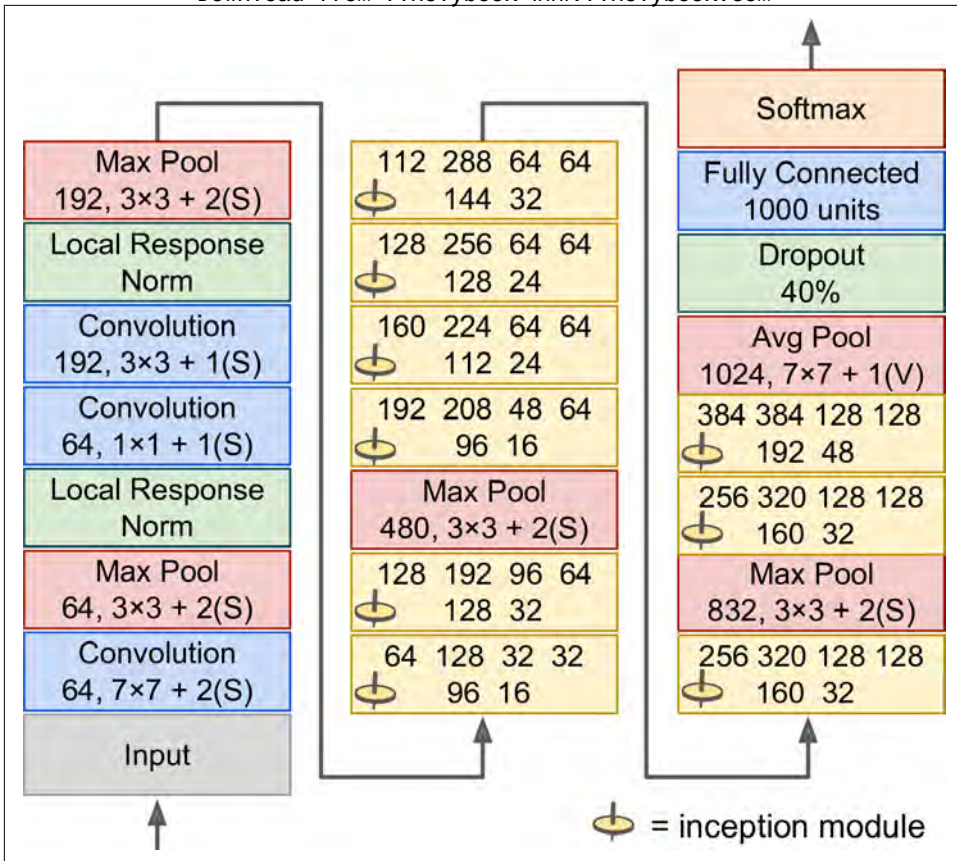 Max Pool
192, 3×3 + 2(S)
Local Response
Norm
Convolution
192, 3×3 + 1(S)
Convolution
64, 1×1 + 1(S)
Local Response
Norm
Max Pool
64, 3×3 + 2(S)
Convolution
64, 7×7 + 2(S)
Input
112 288 64 64
144 32
128 256 64 64
128 24
160 224 64 64
112 24
192 208 48 64
96 16
Max Pool
480, 3×3 + 2(S)
128 192 96 64
128 32
64 128 32 32
96 16
Softmax
Fully Connected
1000 units
Dropout
40%
Avg Pool
1024, 7×7 + 1(V)
384 384 128 128
192 48
256 320 128 128
160 32
Max Pool
832, 3×3 + 2(S)
256 320 128 128
160 32
= inception module